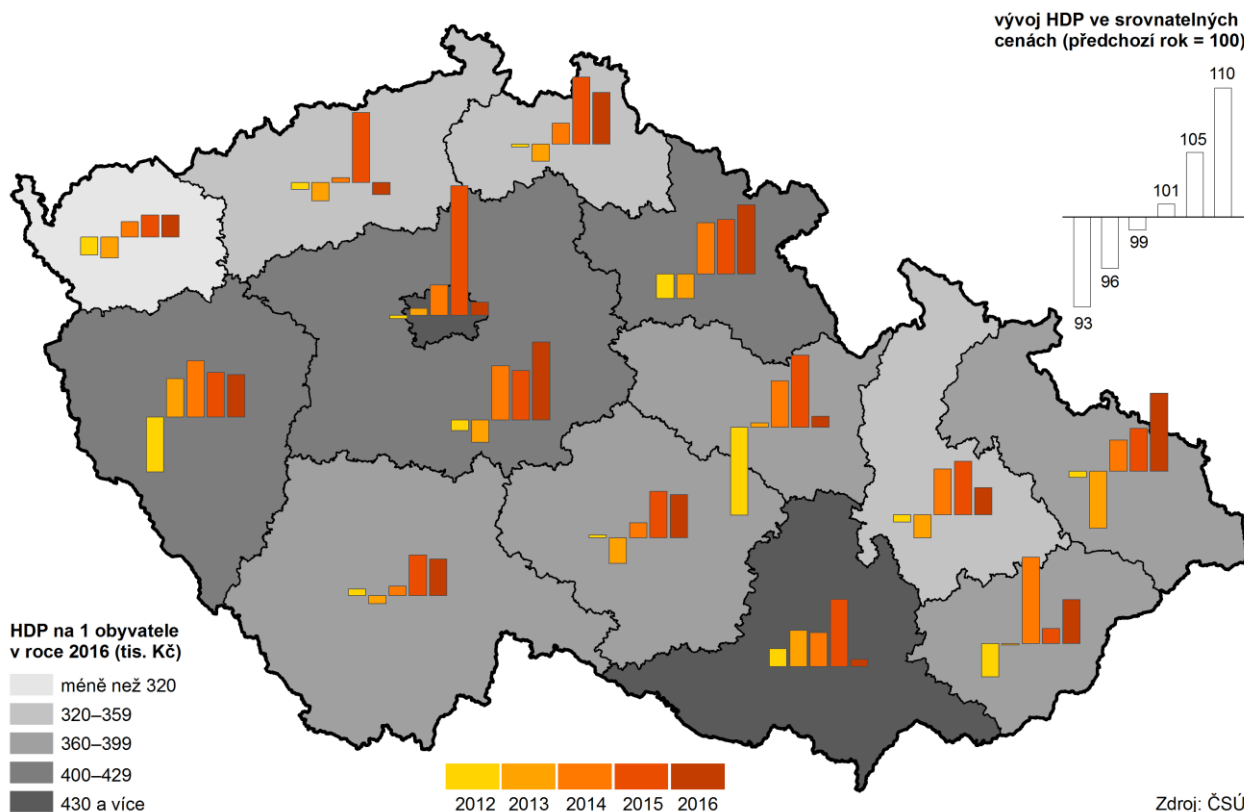 vývoj HDP ve srovnatelných
cenách (předchozí rok = 100)
110
105
101
99
96
93
HDP na 1 obyvatele
v roce 2016 (tis. Kč)
méně než 320
320–359
360–399
400–429
430 a více
2012 2013 2014 2015 2016
Zdroj: ČSÚ